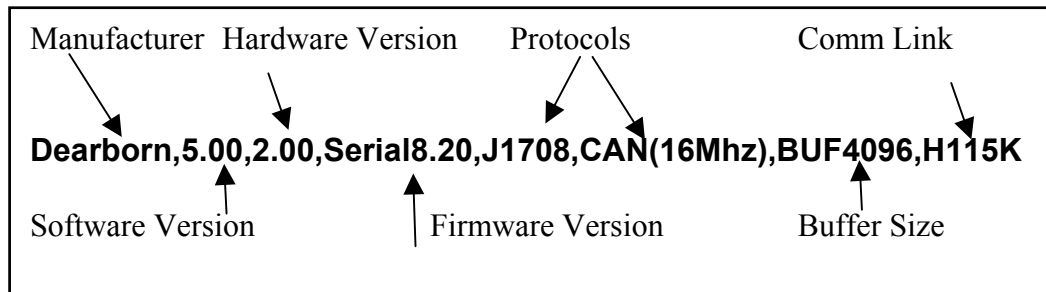 Manufacturer Hardware Version Protocols Comm Link
Dearborn,5.00,2.00,Serial8.20,J1708,CAN(16Mhz),BUF4096,H115K
Software Version Firmware Version Buffer Size